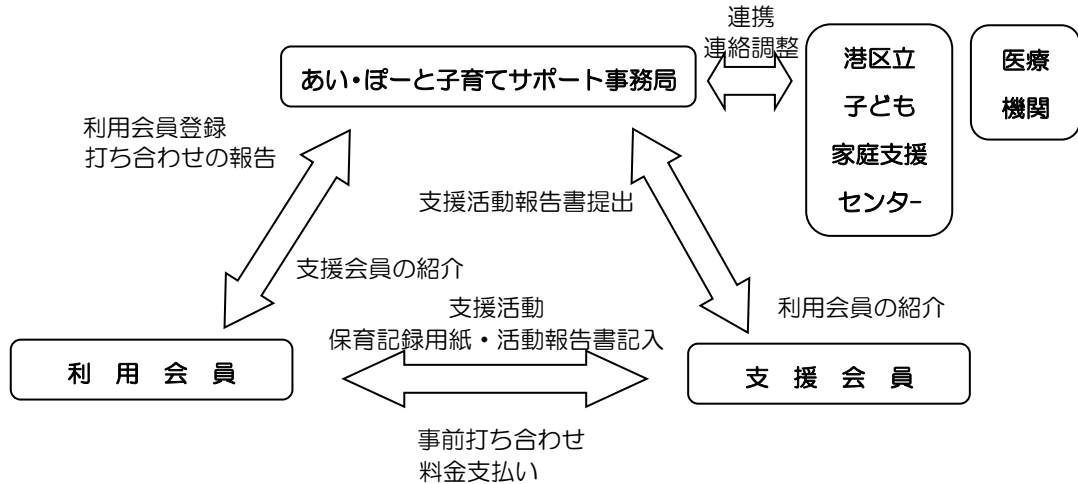 連携
連絡調整
あい・ぽーと子育てサポート事務局
港区立
子ども
家庭支援
センター
医療
機関
利用会員登録
打ち合わせの報告
支援活動報告書提出
支援会員の紹介
利用会員の紹介
支援活動
保育記録用紙・活動報告書記入
利　用　会　員
支　援　会　員
事前打ち合わせ
料金支払い